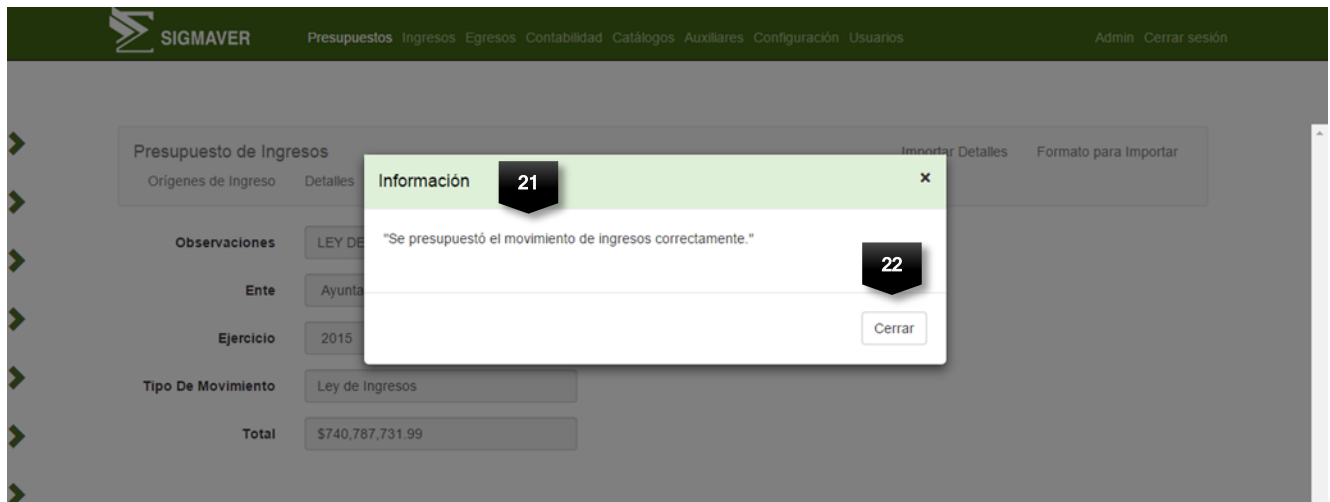 SIGMAVER Presupuestos Ingresos Egresos Contabilidad Catálogos Auxiliares Configuración Usuarios Admin Cerrar sesión
Presupuesto de Ingresos Importar Detalles Formato para Importar
Orígenes de Ingreso Detalles
Información 21 ×
"Se presupuestó el movimiento de ingresos correctamente."
22
Cerrar
Observaciones LEY DE
Ente
Ejercicio 2015
Tipo De Movimiento Ley de Ingresos
Total $740,787,731.99